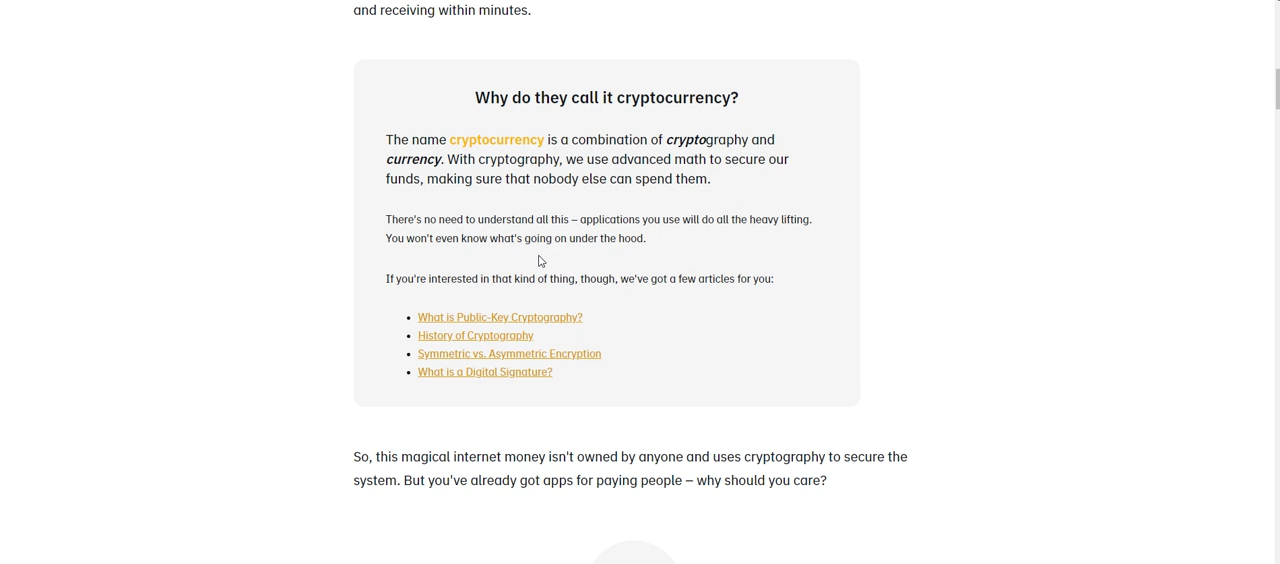 and receiving within minutes.
Why do they call it cryptocurrency?
The name cryptocurrency is a combination of cryptography and
currency. With cryptography, we use advanced math to secure our
funds, making sure that nobody else can spend them.
There's no need to understand all this – applications you use will do all the heavy lifting.
You won't even know what's going on under the hood.
If you're interested in that kind of thing, though, we've got a few articles for you:
• What is Public-Key Cryptography?
• History of Cryptography
• Symmetric vs. Asymmetric Encryption
• What is a Digital Signature?
So, this magical internet money isn't owned by anyone and uses cryptography to secure the
system. But you've already got apps for paying people – why should you care?